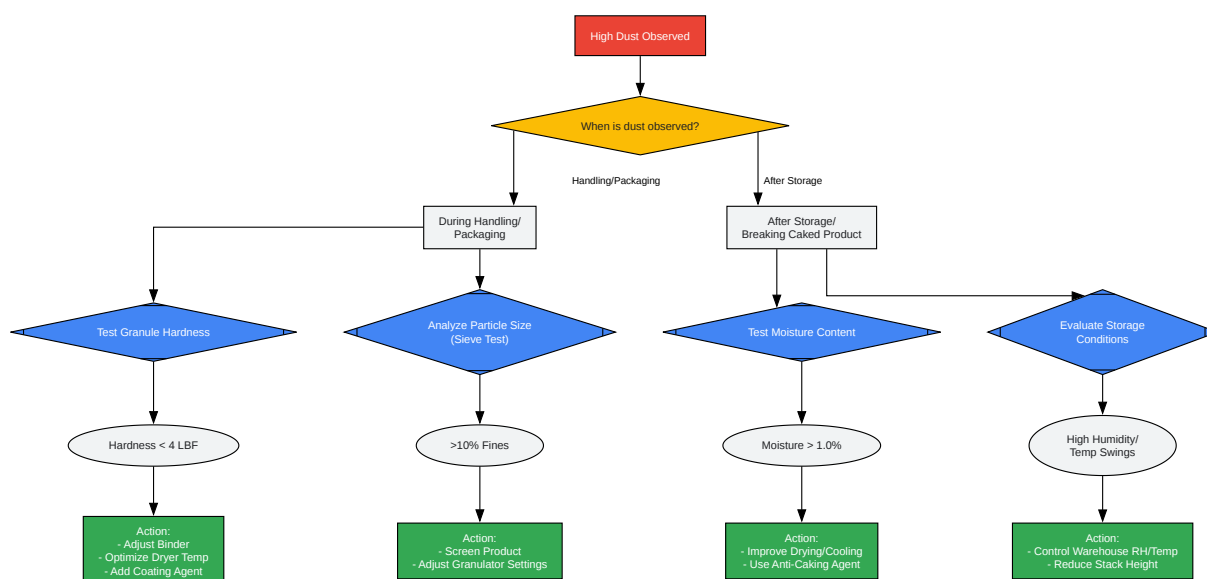 High Dust Observed
When is dust observed?
Handling/Packaging
After Storage
During Handling/
Packaging
After Storage/
Breaking Caked Product
Test Granule Hardness
Analyze Particle Size
(Sieve Test)
Test Moisture Content
Evaluate Storage
Conditions
Hardness < 4 LBF
>10% Fines
Moisture > 1.0%
High Humidity/
Temp Swings
Action:
- Adjust Binder
- Optimize Dryer Temp
- Add Coating Agent
Action:
- Screen Product
- Adjust Granulator Settings
Action:
- Improve Drying/Cooling
- Use Anti-Caking Agent
Action:
- Control Warehouse RH/Temp
- Reduce Stack Height